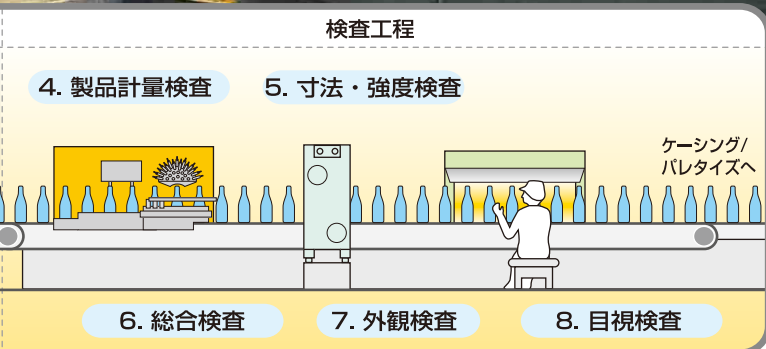 検査工程
4. 製品計量検査
5. 寸法・強度検査
ケーシング/
パレタイズへ
6. 総合検査
7. 外観検査
8. 目視検査